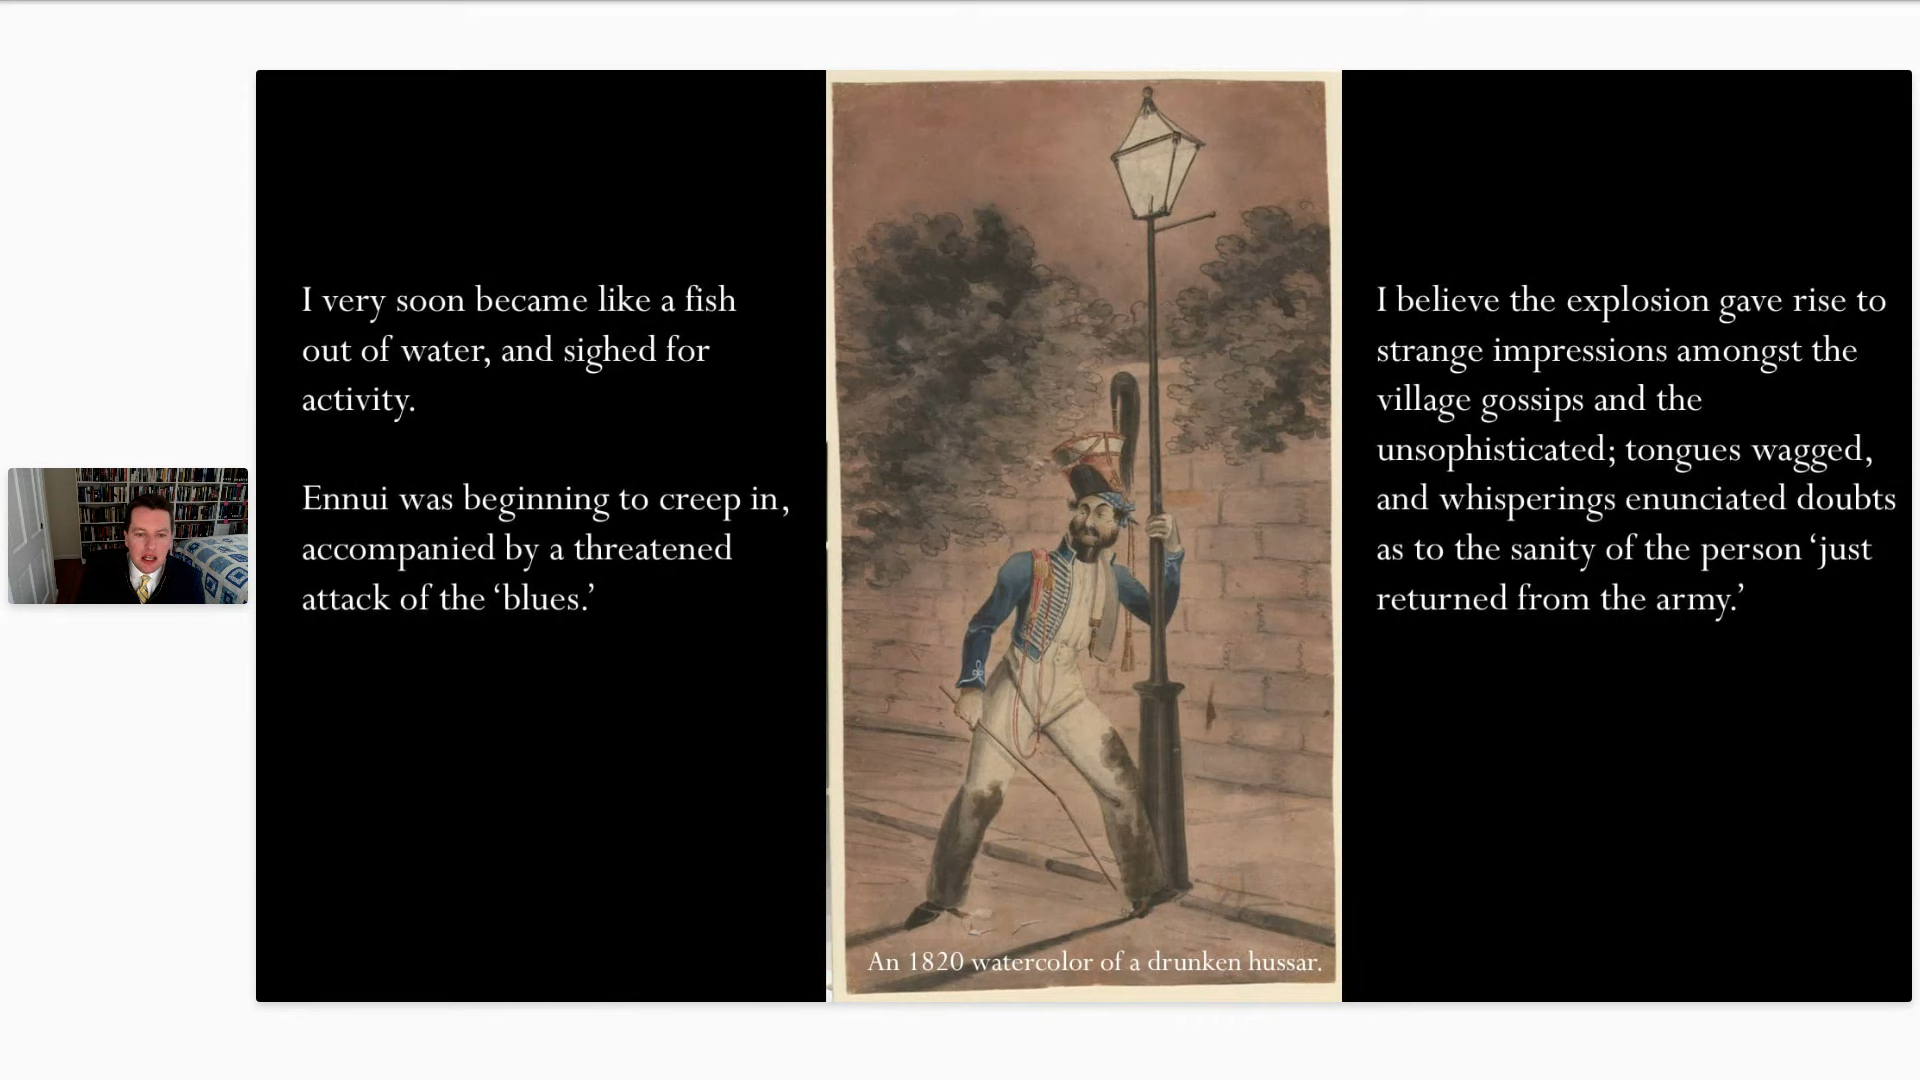 I very soon became like a fish
out of water, and sighed for
activity.
Ennui was beginning to creep in,
accompanied by a threatened
attack of the ‘blues.’
An 1820 watercolor of a drunken hussar.
I believe the explosion gave rise to
strange impressions amongst the
village gossips and the
unsophisticated; tongues wagged,
and whisperings enunciated doubts
as to the sanity of the person ‘just
returned from the army.’